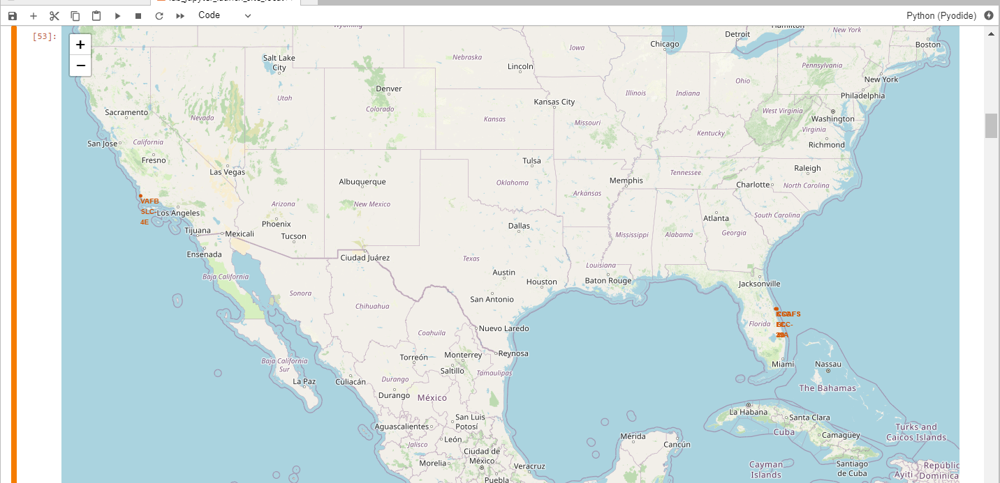 Code
Python (Pyodide)
[53]:
+
−
Wyoming
Detroit
Hamilton
New York
Chicago
Iowa
Boston
Salt Lake
City
Nebraska
Lincoln
Pennsylvania
New York
Denver
Ohio
Philadelphia
Utah
Illinois
Indiana
Kansas City
Colorado
Sacramento
Nevada
Kansas
Missouri
West Virginia
Washington
Virginia
Kentucky
San Jose
California
Richmond
Fresno
Las Vegas
Tulsa
Raleigh
Tennessee
Albuquerque
Oklahoma
Memphis
Charlotte
North Carolina
Arkansas
VAFB
SLC-
4E
Los Angeles
Arizona
New Mexico
South Carolina
Atlanta
Phoenix
Dallas
Tijuana
Mexicali
Tucson
Mississippi
Alabama
Georgia
Ensenada
Ciudad Juárez
Texas
Louisiana
Baja California
Austin
Houston
Baton Rouge
Jacksonville
Sonora
San Antonio
Chihuahua
Florida
Nuevo Laredo
Coahuila
Torreón
Monterrey
Reynosa
Baja California
Sur
Saltillo
Tamaulipas
Miami
Nassau
La Paz
Culiacán
Durango
Durango
México
The Bahamas
La Habana
Santa Clara
Aguascalientes
San Luis
Potosí
Cuba
Camagüey
Turks and
Caicos Islands
Jalisco
León
Mérida
Cancún
Ciudad de
México
Morelia
Veracruz
Cayman
Islands
Santiago
de Cuba
Puebla
Ayiti